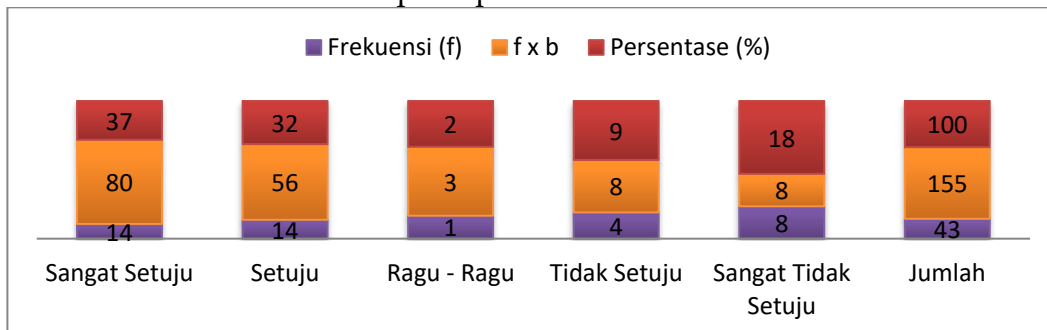 Frekuensi (f) f x b Persentase (%)
37 32 2 9 18 100
80 56 3 8 8 155
14 14 1 4 8 43
Sangat Setuju Setuju Ragu - Ragu Tidak Setuju Sangat Tidak Setuju Jumlah